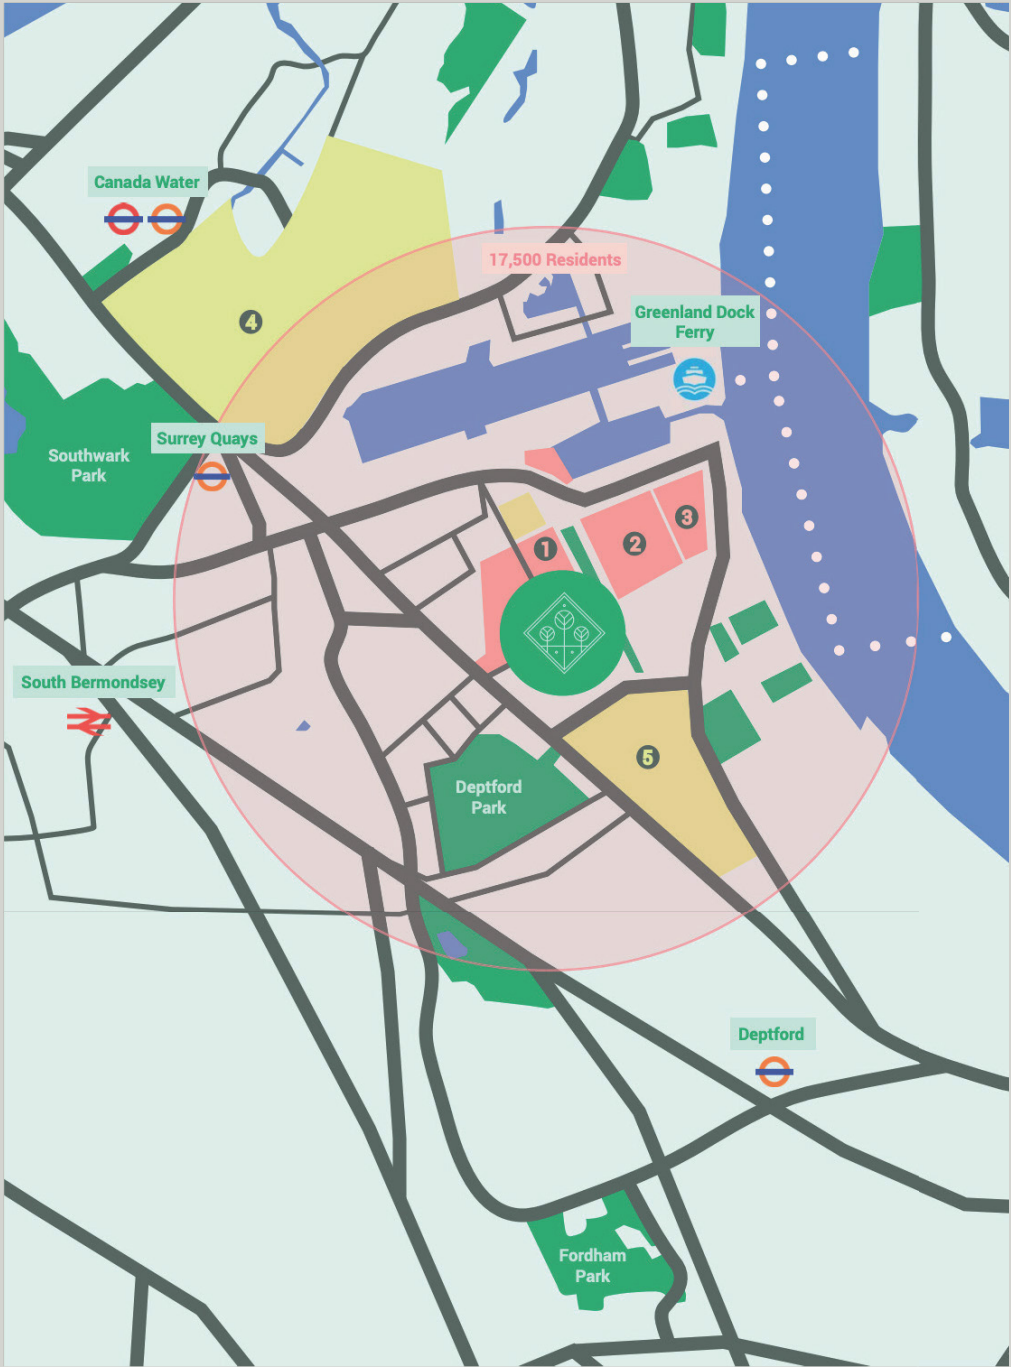 Canada Water
17,500 Residents
Greenland Dock
Ferry
4
Surrey Quays
Southwark
Park
3
2
1
South Bermondsey
5
Deptford
Park
Deptford
Fordham
Park